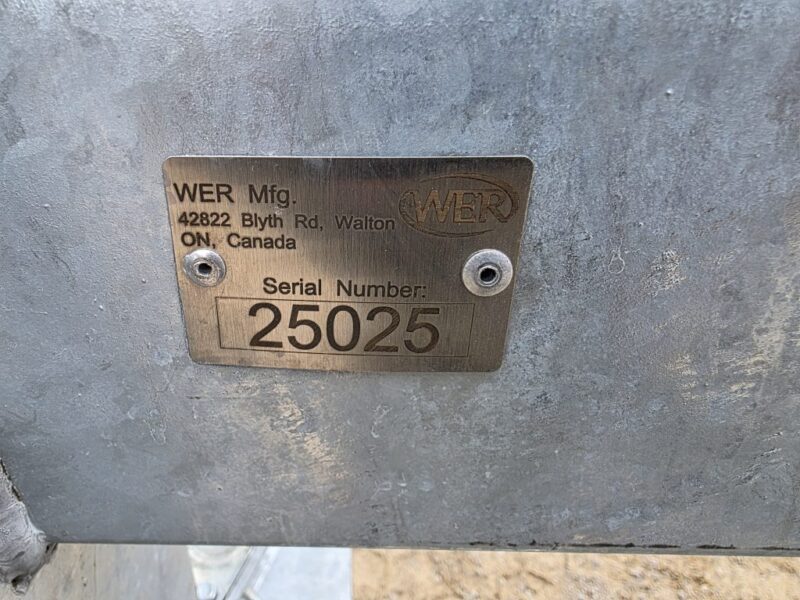 WER Mfg.
WER
42822 Blyth Rd, Walton
ON, Canada
Serial Number:
25025